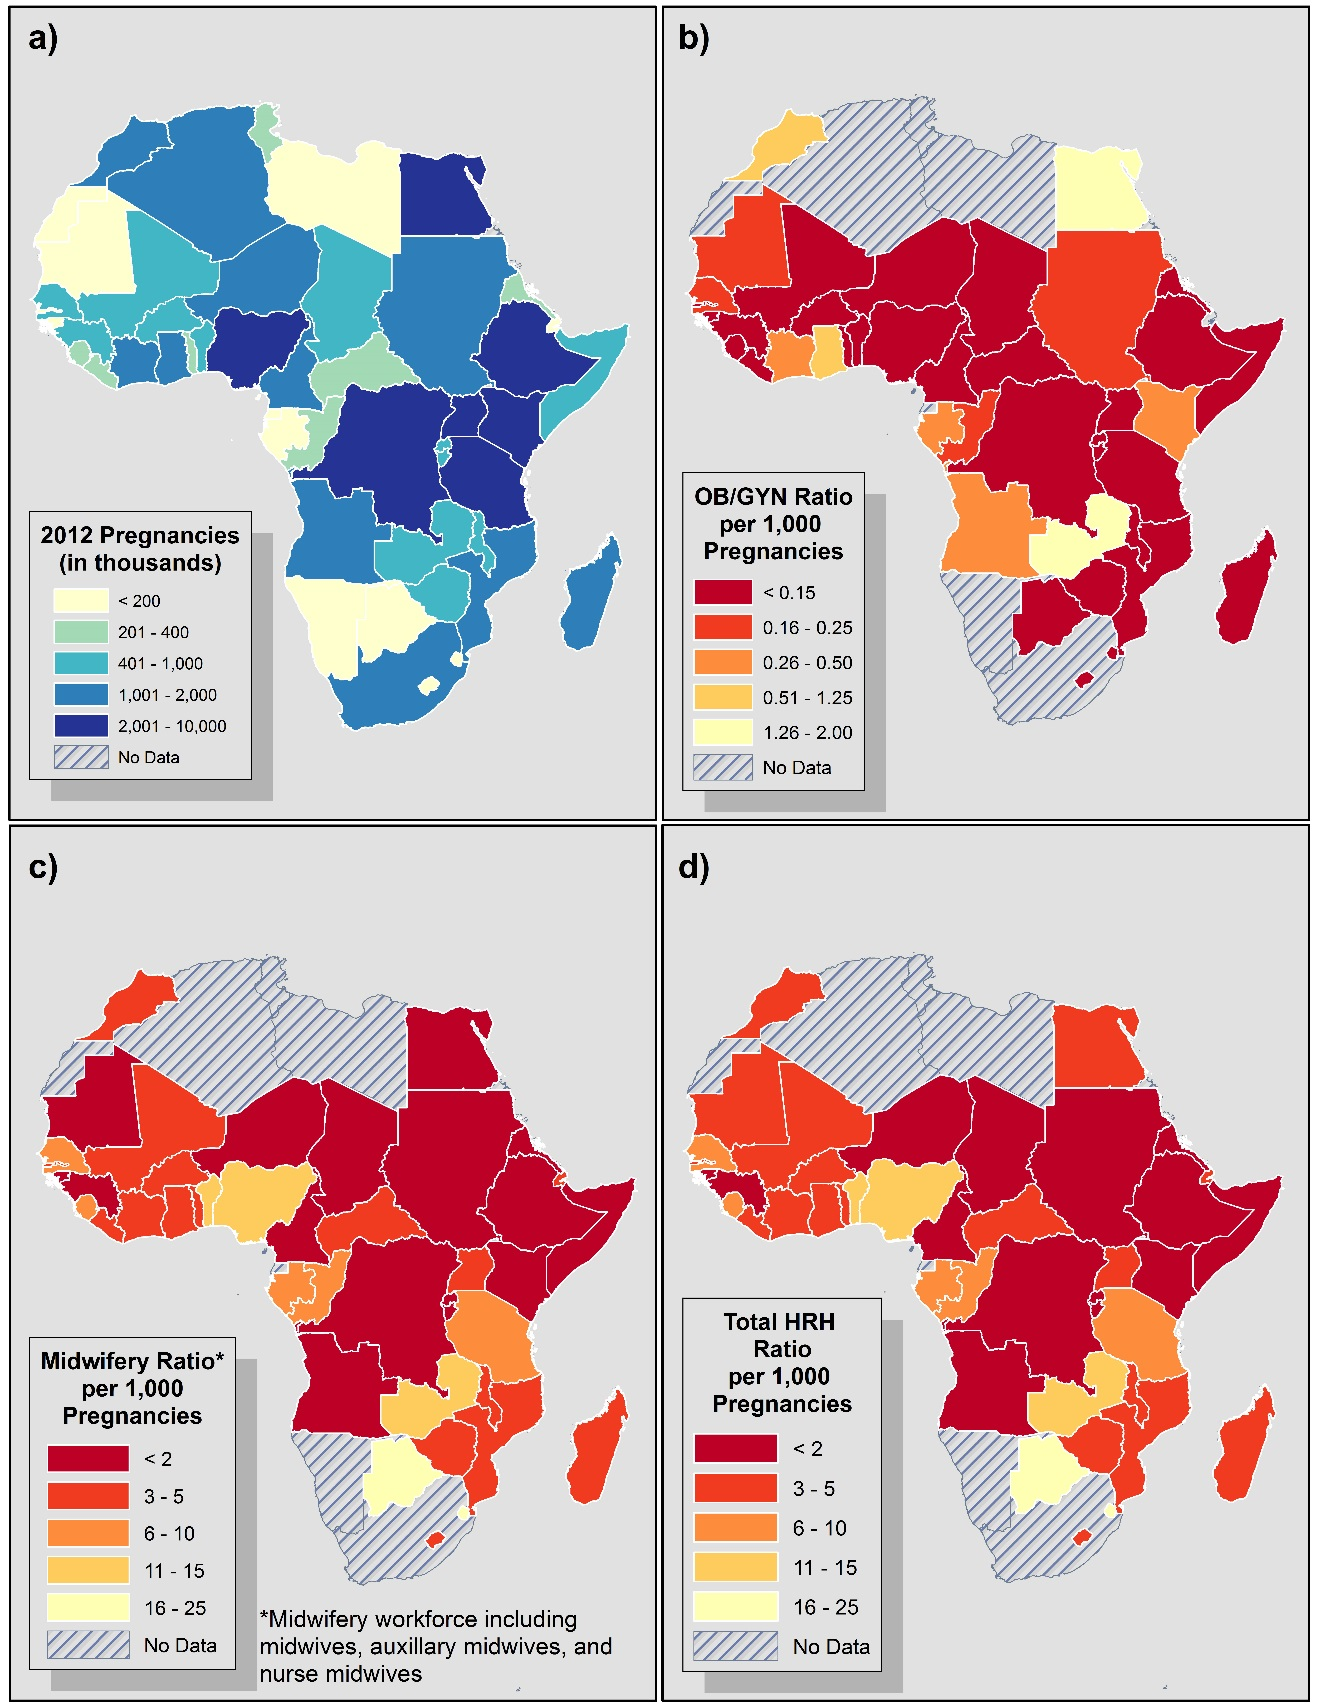 a)
2012 Pregnancies
(in thousands)
< 200
201 - 400
401 - 1,000
1,001 - 2,000
2,001 - 10,000
No Data
b)
OB/GYN Ratio
per 1,000
Pregnancies
< 0.15
0.16 - 0.25
0.26 - 0.50
0.51 - 1.25
1.26 - 2.00
No Data
c)
Midwifery Ratio*
per 1,000
Pregnancies
< 2
3 - 5
6 - 10
11 - 15
16 - 25
No Data
*Midwifery workforce including
midwives, auxillary midwives, and
nurse midwives
d)
Total HRH
Ratio
per 1,000
Pregnancies
< 2
3 - 5
6 - 10
11 - 15
16 - 25
No Data